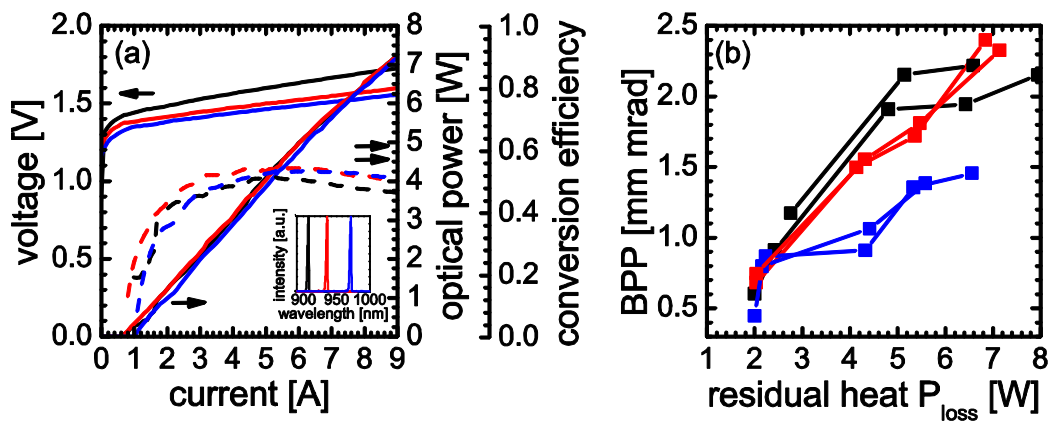 (a)
2.0
1.5
1.0
0.5
0.0
voltage [V]
0 1 2 3 4 5 6 7 8 9
current [A]
8
7
6
5
4
3
2
1
0
optical power [W]
1.0
0.8
0.6
0.4
0.2
0.0
conversion efficiency
intensity [a.u.]
900 950 1000
wavelength [nm]
(b)
2.5
2.0
1.5
1.0
0.5
BPP [mm mrad]
1 2 3 4 5 6 7 8
residual heat Ploss [W]